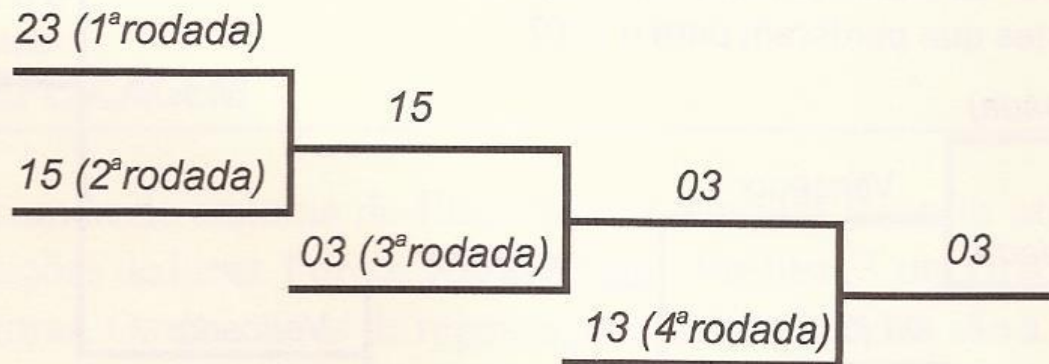 23 (1ªrodada)
15
15 (2ªrodada)
03
03 (3ªrodada)
03
13 (4ªrodada)